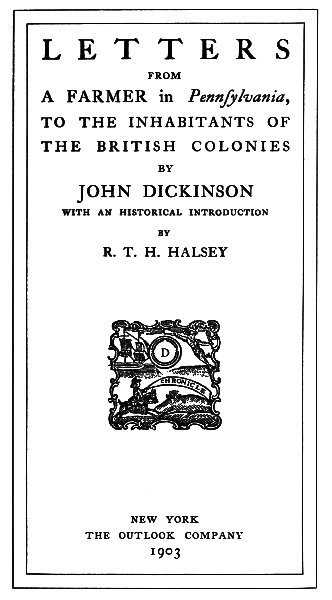 LETTERS
FROM
A FARMER in Pennſylvania,
TO THE INHABITANTS OF
THE BRITISH COLONIES
BY
JOHN DICKINSON
WITH AN HISTORICAL INTRODUCTION
BY
R. T. H. HALSEY
D
CHRONICLE
NEW YORK
THE OUTLOOK COMPANY
1903